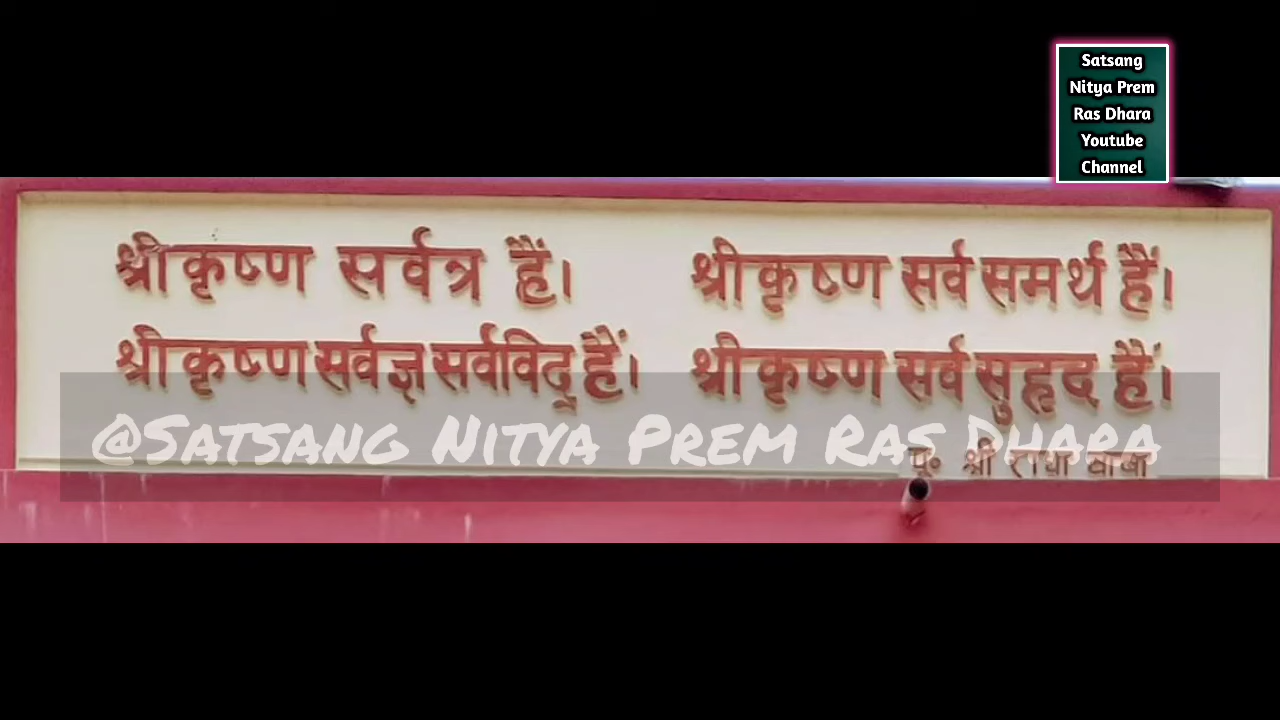 Satsang
Nitya Prem
Ras Dhara
Youtube
Channel
श्रीकृष्ण सर्वत्र हैं। श्रीकृष्ण सर्वसमर्थ हैं।
श्रीकृष्ण सर्वज्ञ सर्वविद् हैं। श्रीकृष्ण सर्वसुहृद हैं।
@Satsang Nitya Prem Ras Dhara
पू० श्री राधा बाबा